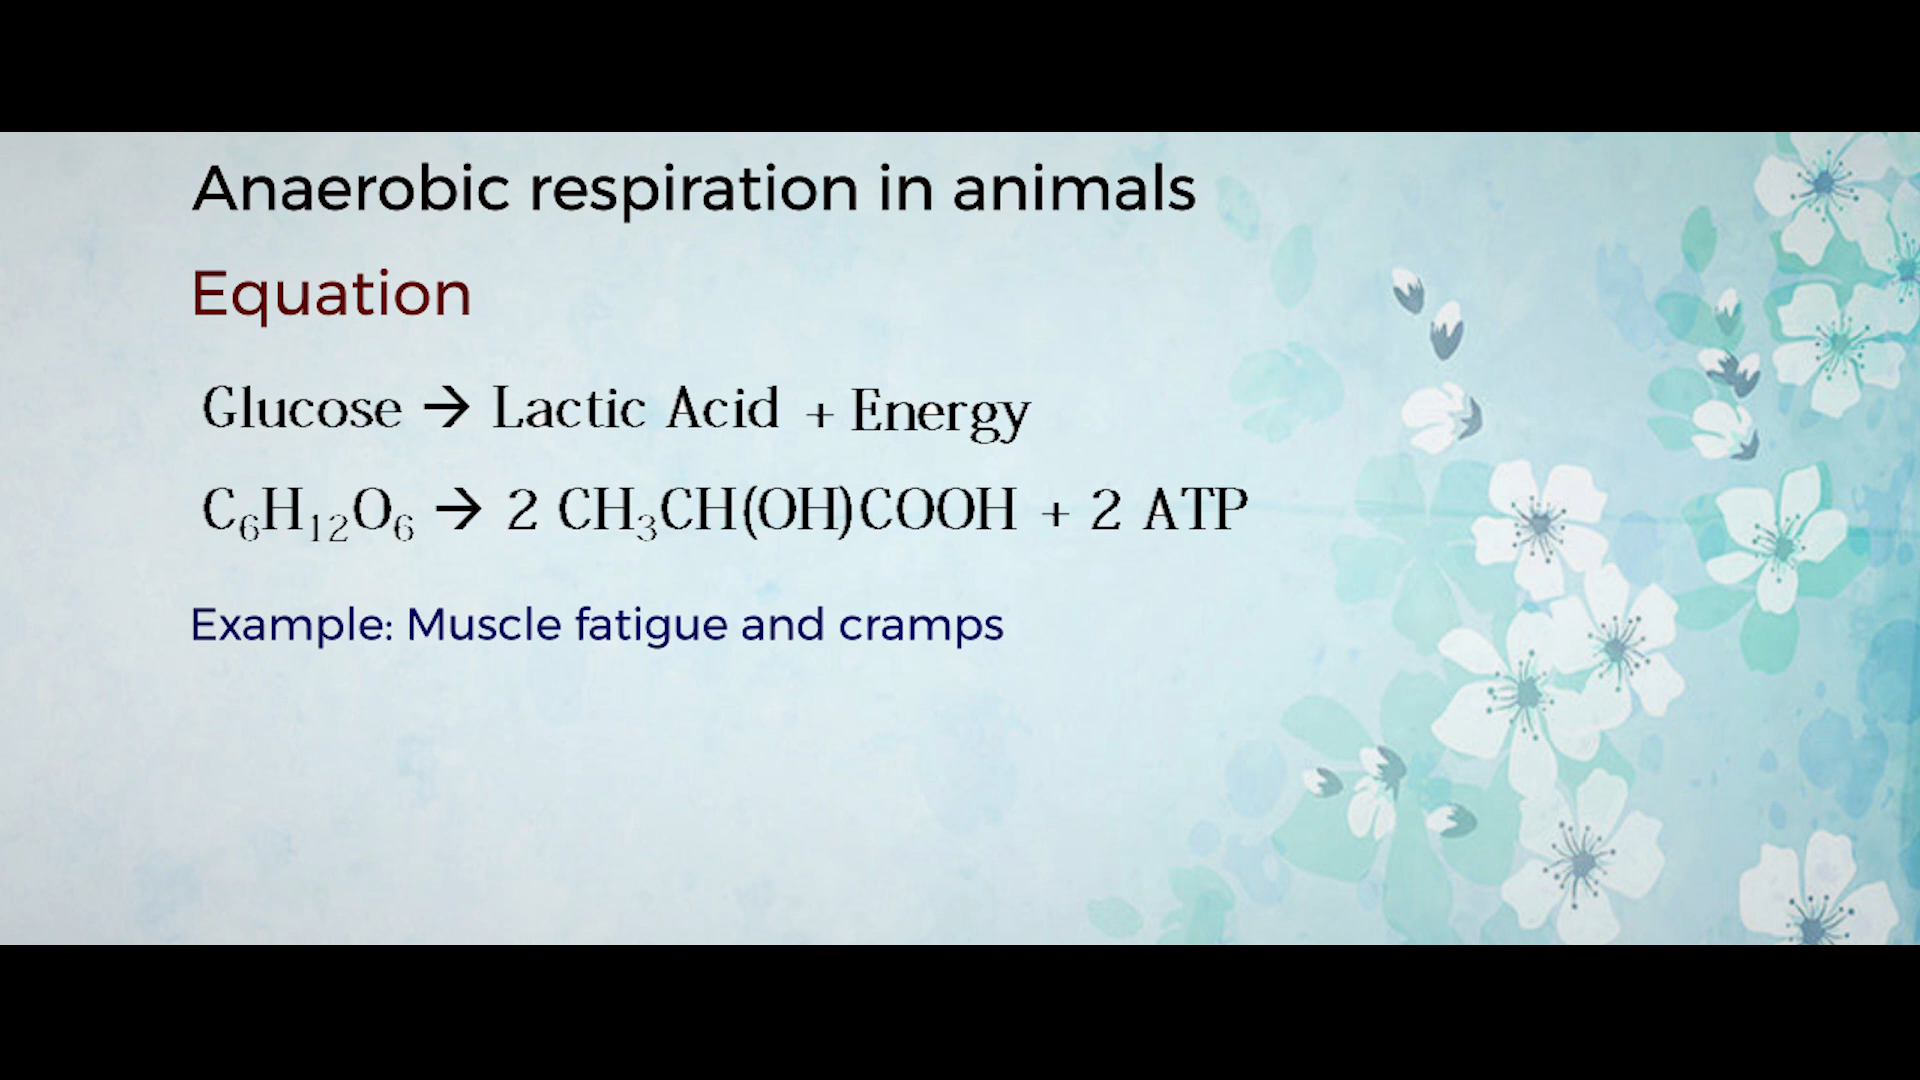 Anaerobic respiration in animals
Equation
Glucose → Lactic Acid + Energy
C₆H₁₂O₆ → 2 CH₃CH(OH)COOH + 2 ATP
Example: Muscle fatigue and cramps